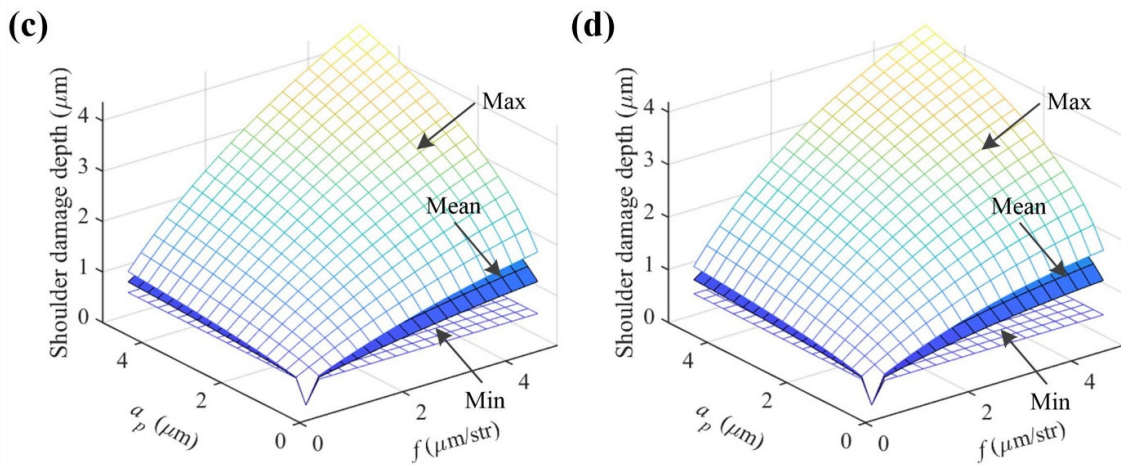 (c)
Shoulder damage depth (μm)
4
3
2
1
0
4
2
0
a_p (μm)
0
2
4
f (μm/str)
Max
Mean
Min
(d)
Shoulder damage depth (μm)
4
3
2
1
0
4
2
0
a_p (μm)
0
2
4
f (μm/str)
Max
Mean
Min